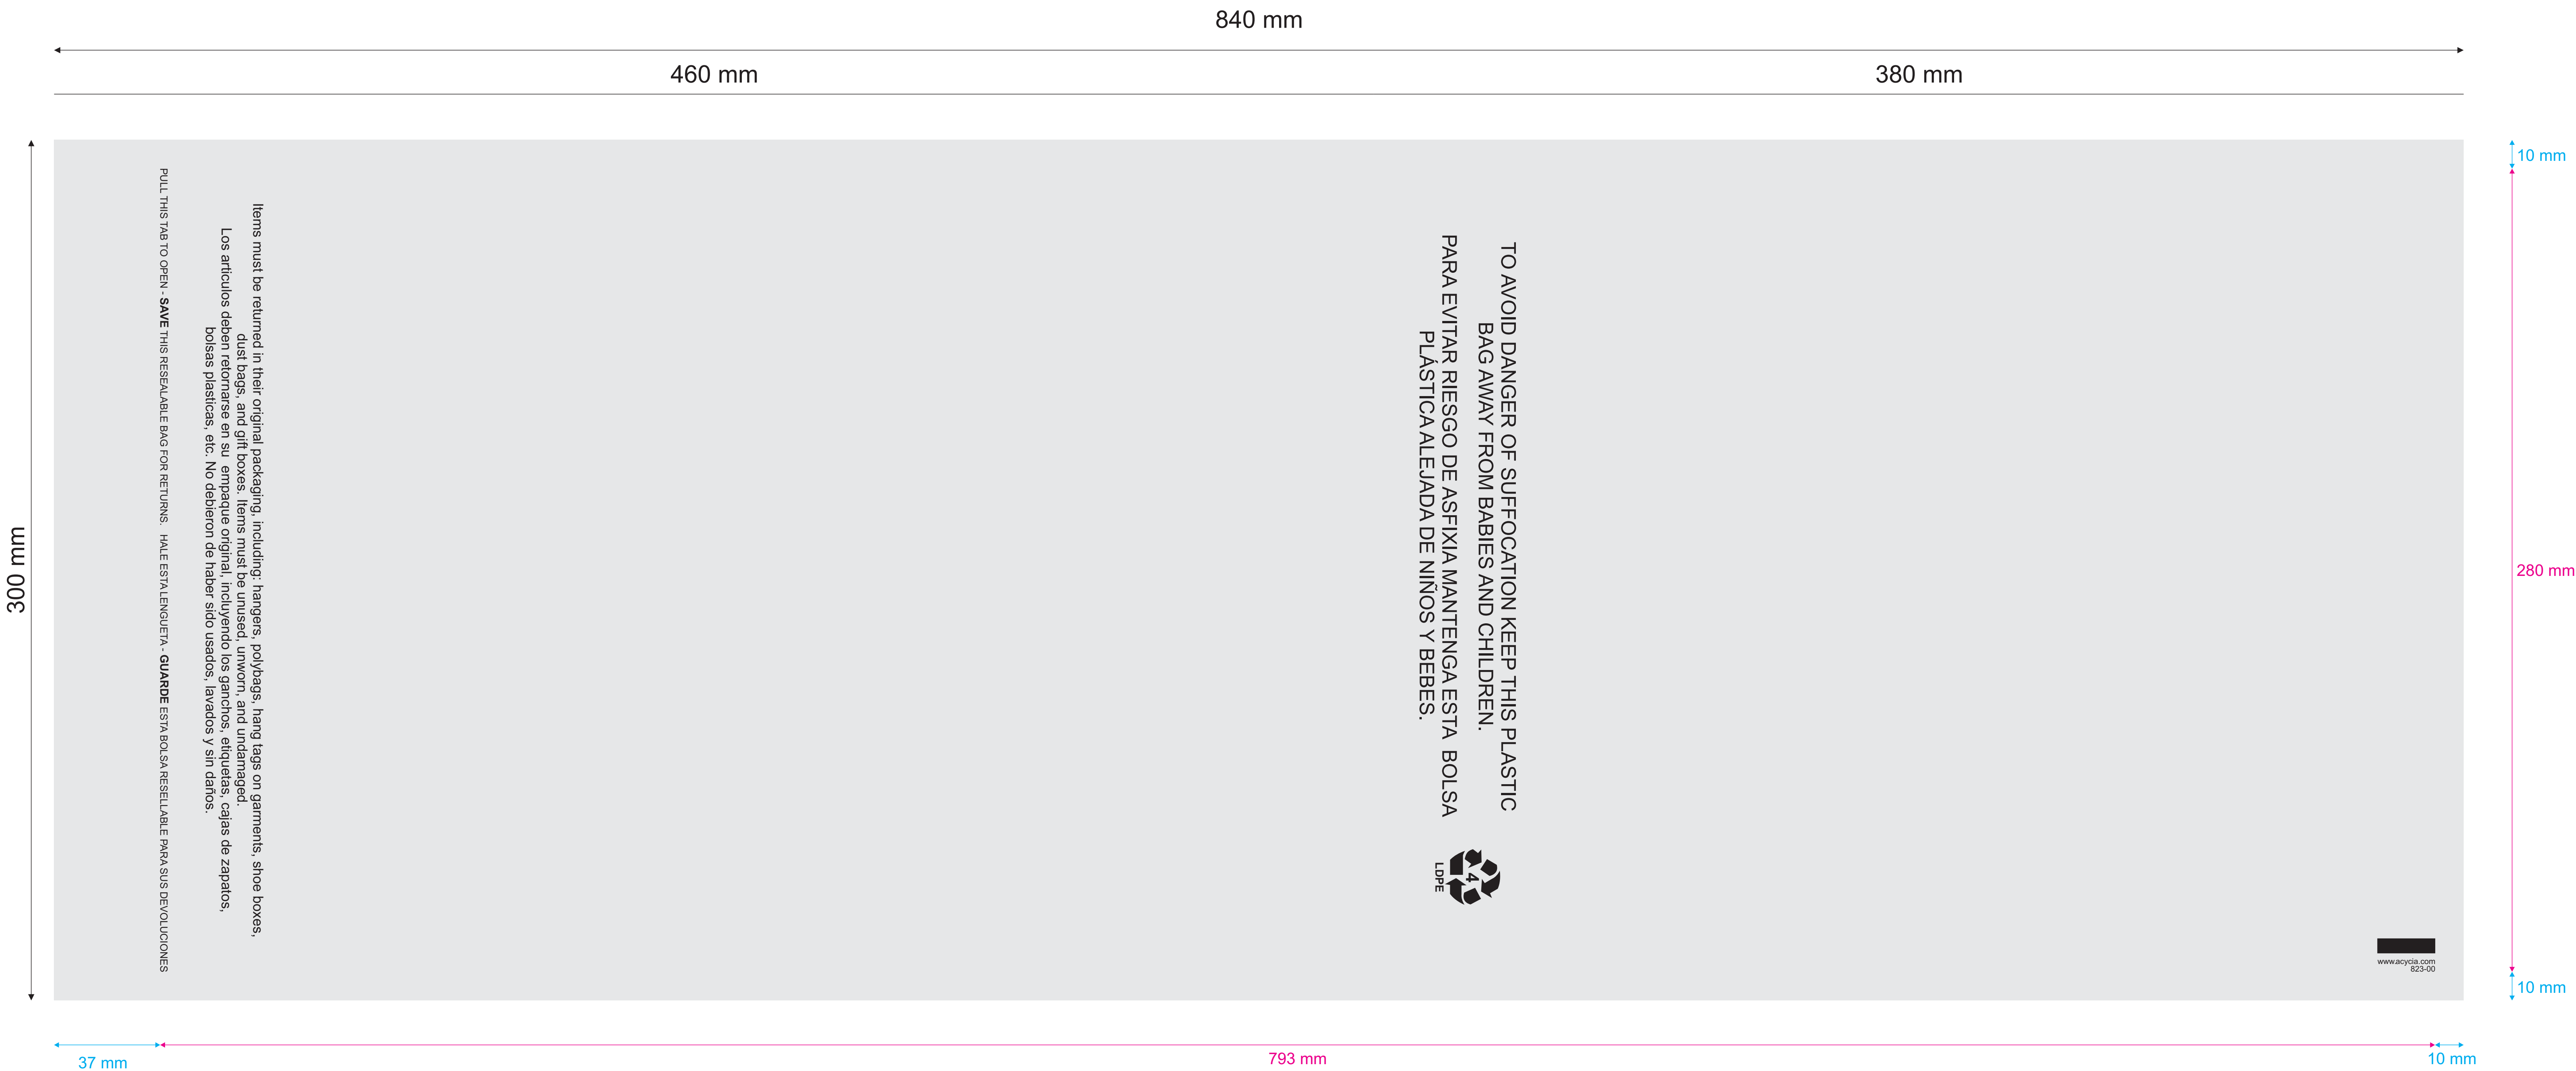 840 mm
460 mm
380 mm
300 mm
10 mm
280 mm
10 mm
PULL THIS TAB TO OPEN - SAVE THIS RESEALABLE BAG FOR RETURNS. HALE ESTA LENGUETA - GUARDE ESTA BOLSA RESELLABLE PARA SUS DEVOLUCIONES
Items must be returned in their original packaging, including: hangers, polybags, hang tags on garments, shoe boxes,
dust bags, and gift boxes. Items must be unused, unworn, and undamaged.
Los articulos deben retornarse en su empaque original, incluyendo los ganchos, etiquetas, cajas de zapatos,
bolsas plasticas, etc. No debieron de haber sido usados, lavados y sin daños.
TO AVOID DANGER OF SUFFOCATION KEEP THIS PLASTIC
BAG AWAY FROM BABIES AND CHILDREN.
PARA EVITAR RIESGO DE ASFIXIA MANTENGA ESTA BOLSA
PLÁSTICA ALEJADA DE NIÑOS Y BEBES.
4
LDPE
www.acycia.com
823-00
37 mm
793 mm
10 mm